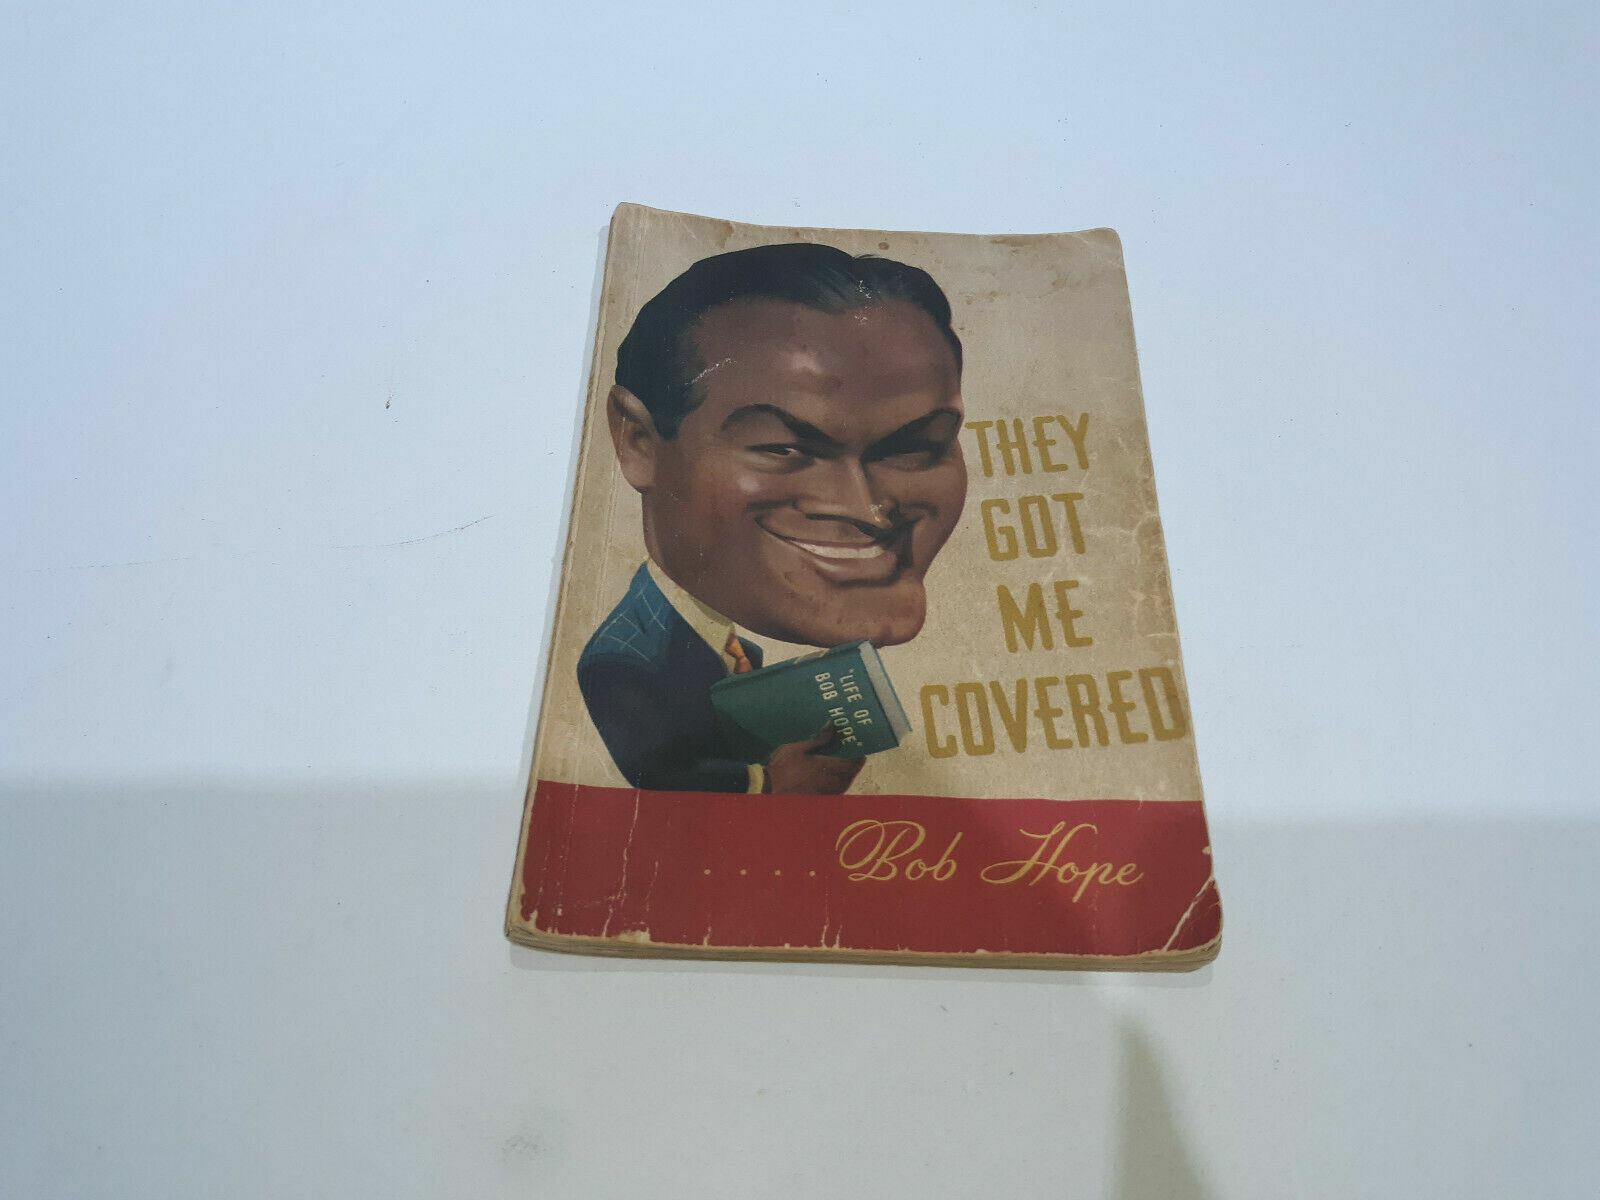 THEY
GOT
ME
COVERED
"LIFE OF
BOB HOPE"
.... Bob Hope